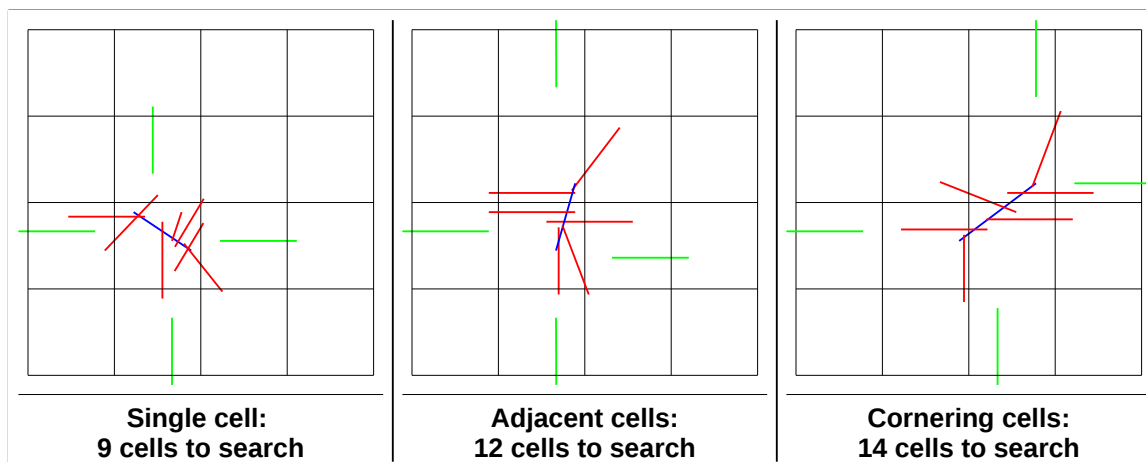 Single cell:
9 cells to search
Adjacent cells:
12 cells to search
Cornering cells:
14 cells to search